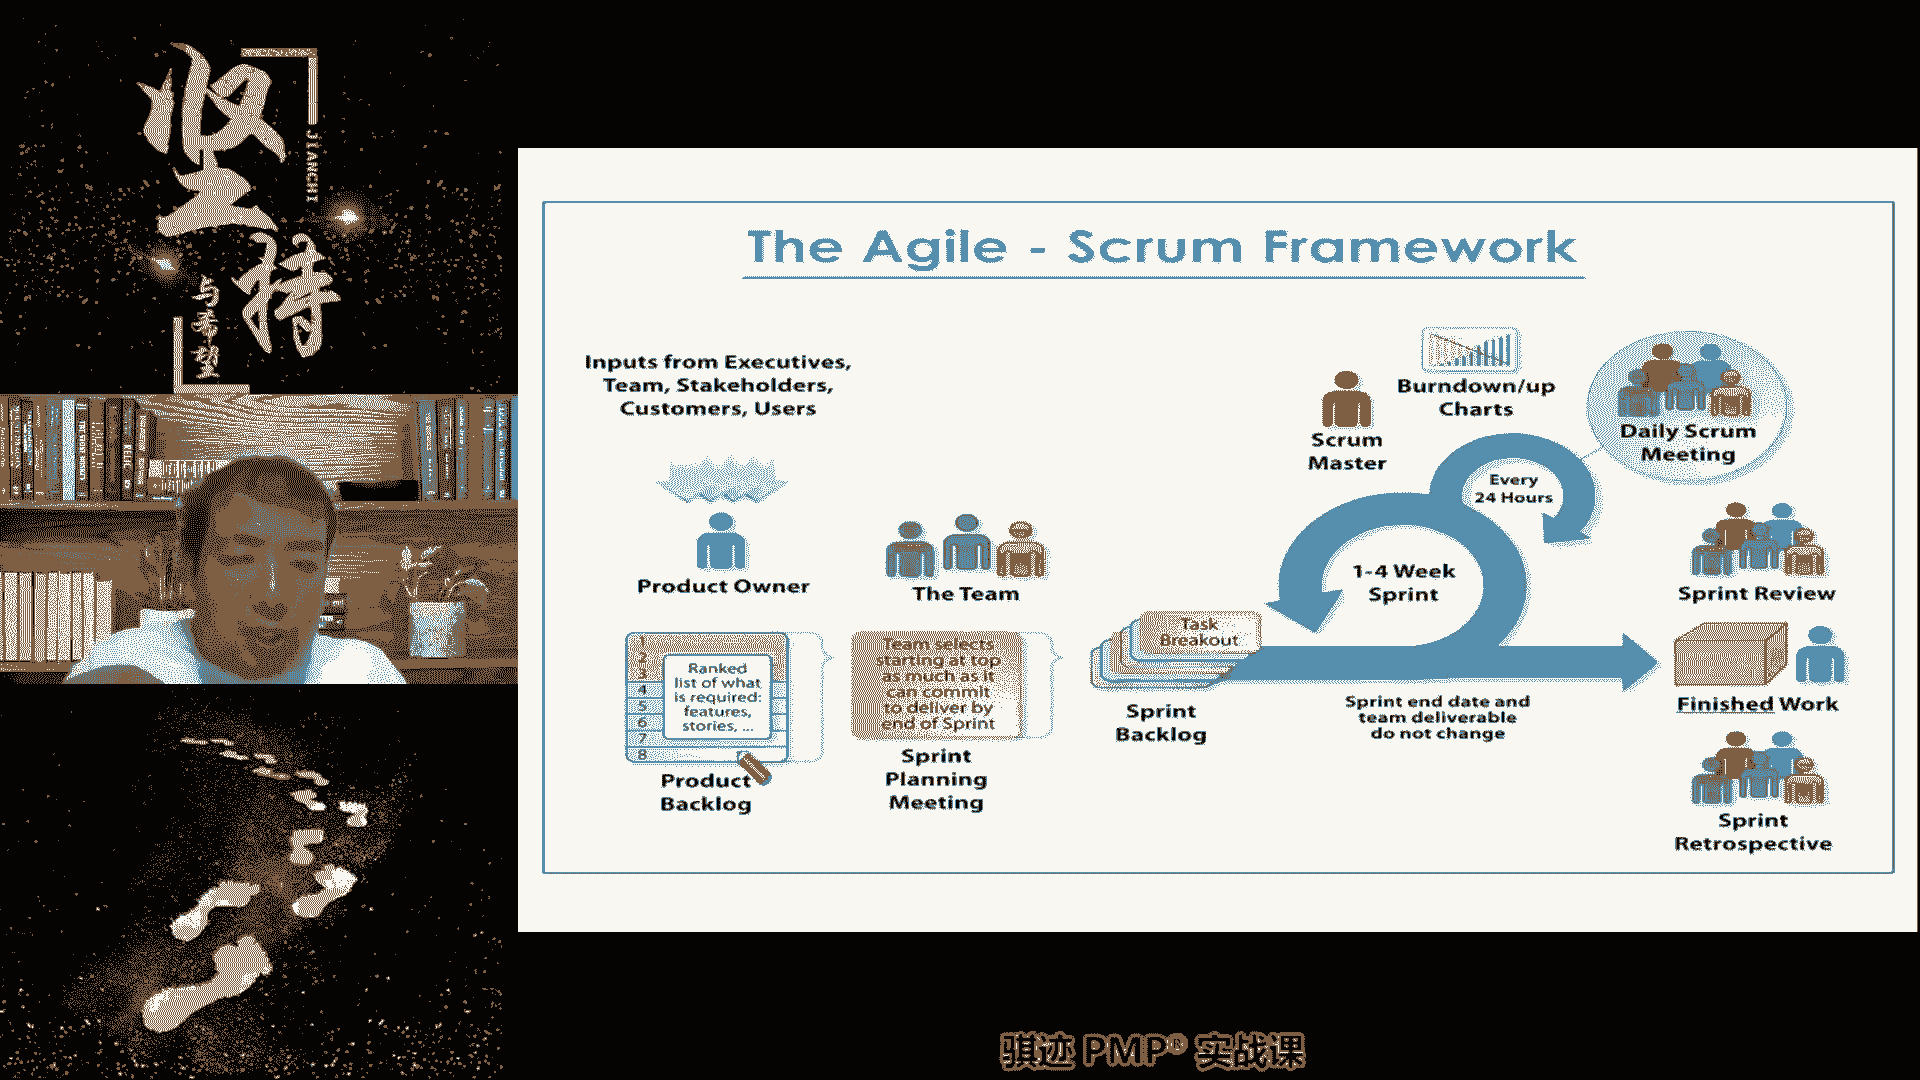 坚
持
JIANCHI
The Agile - Scrum Framework
Inputs from Executives,
Team, Stakeholders,
Customers, Users
Product Owner
The Team
1
2
3
4
5
6
7
8
Ranked
list of what
is required:
features,
stories, ...
Product
Backlog
Team selects
starting at top
as much as it
can commit
to deliver by
end of Sprint
Sprint
Planning
Meeting
Task
Breakout
Sprint
Backlog
Scrum
Master
Burndown/up
Charts
Every
24 Hours
1-4 Week
Sprint
Sprint end date and
team deliverable
do not change
Daily Scrum
Meeting
Sprint Review
Finished Work
Sprint
Retrospective
骐迹 PMP® 实战课